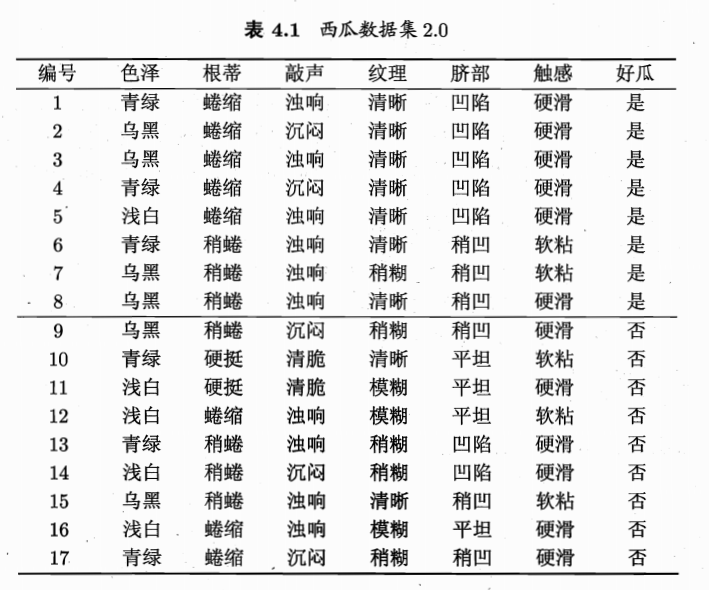 表 4.1 西瓜数据集 2.0
编号 色泽 根蒂 敲声 纹理 脐部 触感 好瓜
1 青绿 蜷缩 浊响 清晰 凹陷 硬滑 是
2 乌黑 蜷缩 沉闷 清晰 凹陷 硬滑 是
3 乌黑 蜷缩 浊响 清晰 凹陷 硬滑 是
4 青绿 蜷缩 沉闷 清晰 凹陷 硬滑 是
5 浅白 蜷缩 浊响 清晰 凹陷 硬滑 是
6 青绿 稍蜷 浊响 清晰 稍凹 软粘 是
7 乌黑 稍蜷 浊响 稍糊 稍凹 软粘 是
8 乌黑 稍蜷 浊响 清晰 稍凹 硬滑 是
9 乌黑 稍蜷 沉闷 稍糊 稍凹 硬滑 否
10 青绿 硬挺 清脆 清晰 平坦 软粘 否
11 浅白 硬挺 清脆 模糊 平坦 硬滑 否
12 浅白 蜷缩 浊响 模糊 平坦 软粘 否
13 青绿 稍蜷 浊响 稍糊 凹陷 硬滑 否
14 浅白 稍蜷 沉闷 稍糊 凹陷 硬滑 否
15 乌黑 稍蜷 浊响 清晰 稍凹 软粘 否
16 浅白 蜷缩 浊响 模糊 平坦 硬滑 否
17 青绿 蜷缩 沉闷 稍糊 稍凹 硬滑 否